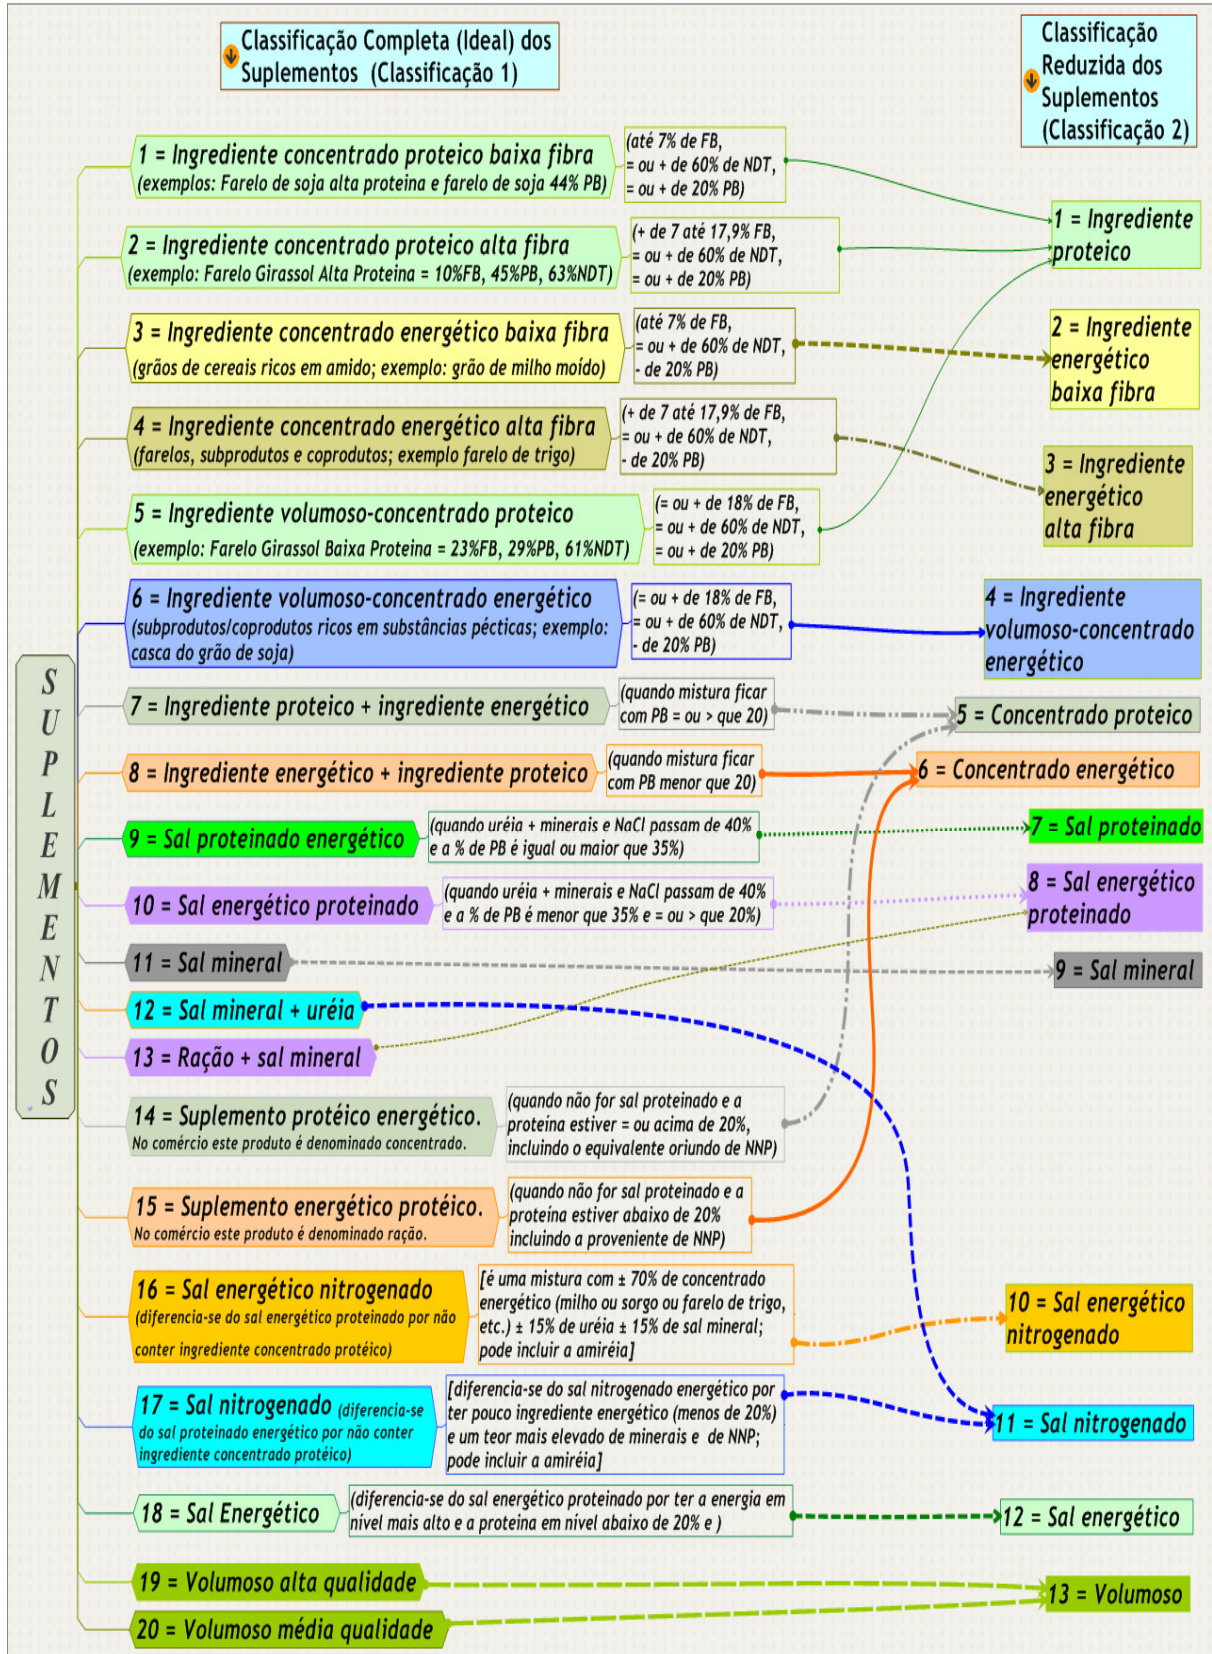 Classificação Completa (Ideal) dos
Suplementos (Classificação 1)
Classificação
Reduzida dos
Suplementos
(Classificação 2)
SUPLEMENTOS
1 = Ingrediente concentrado proteico baixa fibra
(exemplos: Farelo de soja alta proteina e farelo de soja 44% PB)
(até 7% de FB,
= ou + de 60% de NDT,
= ou + de 20% PB)
2 = Ingrediente concentrado proteico alta fibra
(exemplo: Farelo Girassol Alta Proteina = 10%FB, 45%PB, 63%NDT)
(+ de 7 até 17,9% FB,
= ou + de 60% de NDT,
= ou + de 20% PB)
1 = Ingrediente
proteico
3 = Ingrediente concentrado energético baixa fibra
(grãos de cereais ricos em amido; exemplo: grão de milho moído)
(até 7% de FB,
= ou + de 60% de NDT,
- de 20% PB)
2 = Ingrediente
energético
baixa fibra
4 = Ingrediente concentrado energético alta fibra
(farelos, subprodutos e coprodutos; exemplo farelo de trigo)
(+ de 7 até 17,9% de FB,
= ou + de 60% de NDT,
- de 20% PB)
3 = Ingrediente
energético
alta fibra
5 = Ingrediente volumoso-concentrado proteico
(exemplo: Farelo Girassol Baixa Proteina = 23%FB, 29%PB, 61%NDT)
(= ou + de 18% de FB,
= ou + de 60% de NDT,
= ou + de 20% PB)
6 = Ingrediente volumoso-concentrado energético
(subprodutos/coprodutos ricos em substâncias pécticas; exemplo:
casca do grão de soja)
(= ou + de 18% de FB,
= ou + de 60% de NDT,
- de 20% PB)
4 = Ingrediente
volumoso-concentrado
energético
7 = Ingrediente proteico + ingrediente energético
(quando mistura ficar
com PB = ou > que 20)
5 = Concentrado proteico
8 = Ingrediente energético + ingrediente proteico
(quando mistura ficar
com PB menor que 20)
6 = Concentrado energético
9 = Sal proteinado energético
(quando uréia + minerais e NaCl passam de 40%
e a % de PB é igual ou maior que 35%)
7 = Sal proteinado
10 = Sal energético proteinado
(quando uréia + minerais e NaCl passam de 40%
e a % de PB é menor que 35% e = ou > que 20%)
8 = Sal energético
proteinado
11 = Sal mineral
9 = Sal mineral
12 = Sal mineral + uréia
13 = Ração + sal mineral
14 = Suplemento protéico energético.
No comércio este produto é denominado concentrado.
(quando não for sal proteinado e a
proteína estiver = ou acima de 20%,
incluindo o equivalente oriundo de NNP)
15 = Suplemento energético protéico.
No comércio este produto é denominado ração.
(quando não for sal proteinado e a
proteína estiver abaixo de 20%
incluindo a proveniente de NNP)
16 = Sal energético nitrogenado
(diferencia-se do sal energético proteinado por não
conter ingrediente concentrado protéico)
[é uma mistura com ± 70% de concentrado
energético (milho ou sorgo ou farelo de trigo,
etc.) ± 15% de uréia ± 15% de sal mineral;
pode incluir a amiréia]
10 = Sal energético
nitrogenado
17 = Sal nitrogenado (diferencia-se
do sal proteinado energético por não conter
ingrediente concentrado protéico)
[diferencia-se do sal nitrogenado energético por
ter pouco ingrediente energético (menos de 20%)
e um teor mais elevado de minerais e de NNP;
pode incluir a amiréia]
11 = Sal nitrogenado
18 = Sal Energético
(diferencia-se do sal energético proteinado por ter a energia em
nível mais alto e a proteina em nível abaixo de 20% e )
12 = Sal energético
19 = Volumoso alta qualidade
20 = Volumoso média qualidade
13 = Volumoso